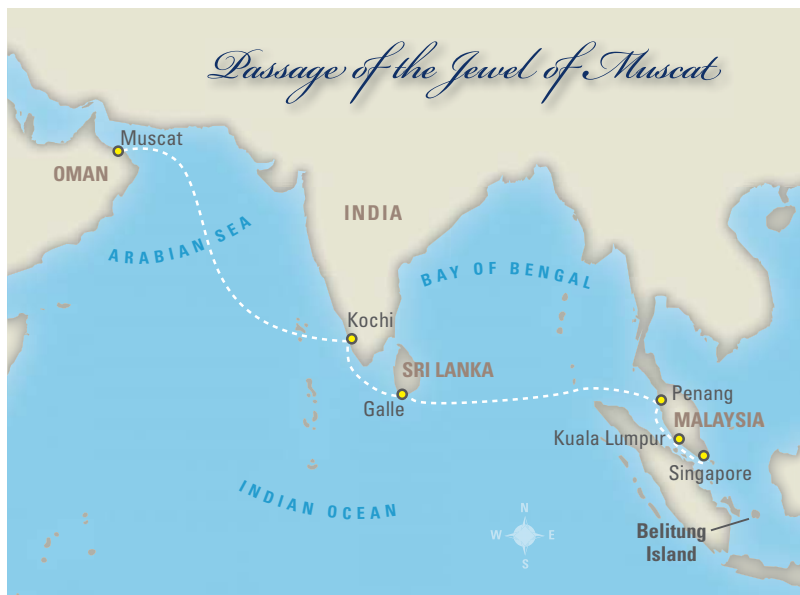 Passage of the Jewel of Muscat
Muscat
OMAN
INDIA
ARABIAN SEA
BAY OF BENGAL
Kochi
SRI LANKA
Galle
Penang
MALAYSIA
Kuala Lumpur
Singapore
INDIAN OCEAN
N
W
E
S
Belitung
Island